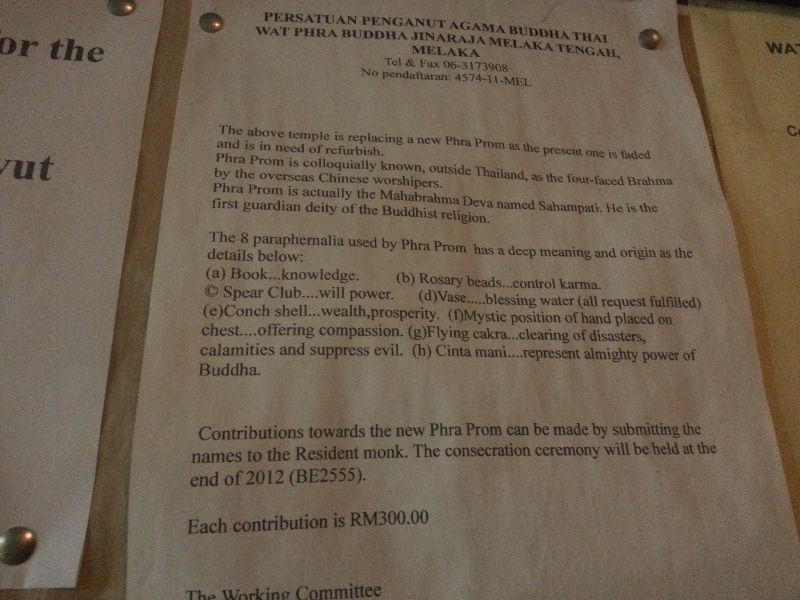 or the
vut
PERSATUAN PENGANUT AGAMA BUDDHA THAI
WAT PHRA BUDDHA JINARAJA MELAKA TENGAH,
MELAKA
Tel & Fax 06-3173908
No pendaftaran: 4574-11-MEL
The above temple is replacing a new Phra Prom as the present one is faded
and is in need of refurbish.
Phra Prom is colloquially known, outside Thailand, as the four-faced Brahma
by the overseas Chinese worshipers.
Phra Prom is actually the Mahabrahma Deva named Sahampati. He is the
first guardian deity of the Buddhist religion.
The 8 paraphernalia used by Phra Prom has a deep meaning and origin as the
details below:
(a) Book...knowledge. (b) Rosary beads...control karma.
© Spear Club....will power. (d)Vase.....blessing water (all request fulfilled)
(e)Conch shell...wealth,prosperity. (f)Mystic position of hand placed on
chest....offering compassion. (g)Flying cakra...clearing of disasters,
calamities and suppress evil. (h) Cinta mani....represent almighty power of
Buddha.
Contributions towards the new Phra Prom can be made by submitting the
names to the Resident monk. The consecration ceremony will be held at the
end of 2012 (BE2555).
Each contribution is RM300.00
The Working Committee
WAT
Co